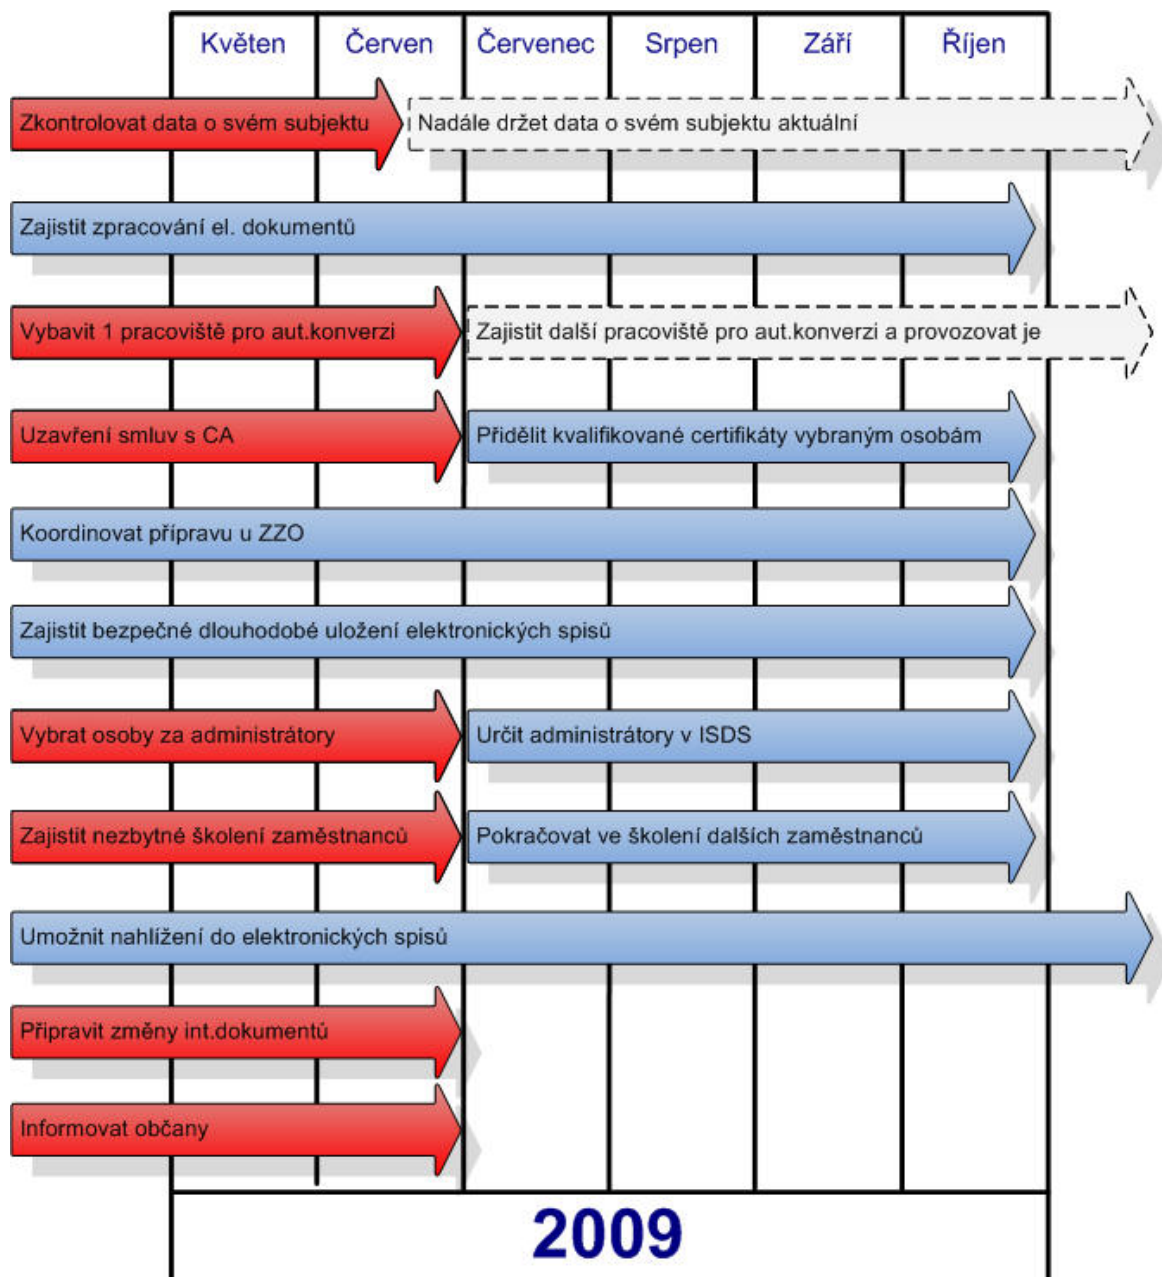 Květen Červen Červenec Srpen Září Říjen
Zkontrolovat data o svém subjektu Nadále držet data o svém subjektu aktuální
Zajistit zpracování el. dokumentů
Vybavit 1 pracoviště pro aut.konverzi Zajistit další pracoviště pro aut.konverzi a provozovat je
Uzavření smluv s CA Přidělit kvalifikované certifikáty vybraným osobám
Koordinovat přípravu u ZZO
Zajistit bezpečné dlouhodobé uložení elektronických spisů
Vybrat osoby za administrátory Určit administrátory v ISDS
Zajistit nezbytné školení zaměstnanců Pokračovat ve školení dalších zaměstnanců
Umožnit nahlížení do elektronických spisů
Připravit změny int.dokumentů
Informovat občany
2009